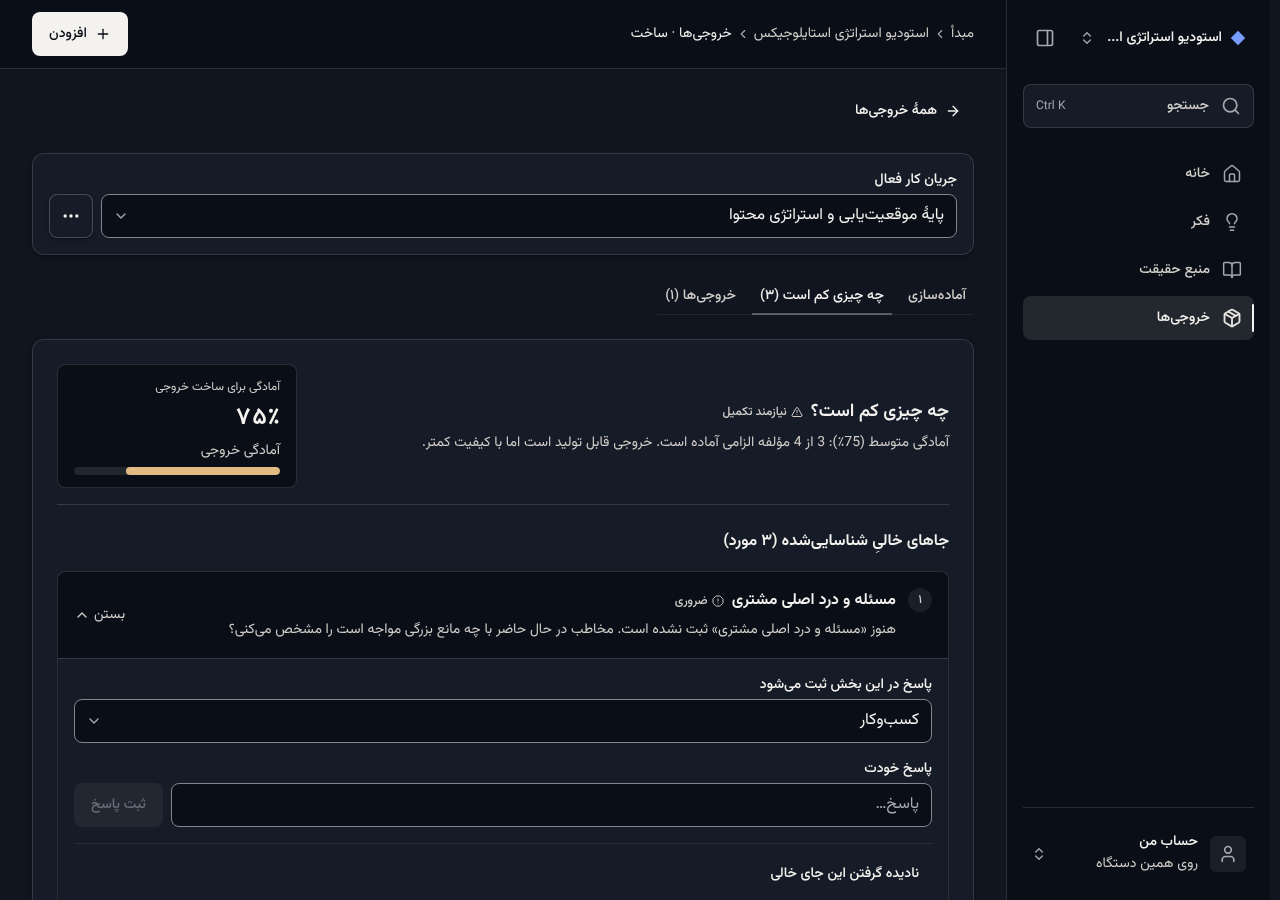 استودیو استراتژی ا...
جستجو
Ctrl K
خانه
فکر
منبع حقیقت
خروجی‌ها
حساب من
روی همین دستگاه
مبدأ › استودیو استراتژی استایلوجیکس › خروجی‌ها · ساخت
افزودن +
همهٔ خروجی‌ها
جریان کار فعال
پایهٔ موقعیت‌یابی و استراتژی محتوا
آماده‌سازی
چه چیزی کم است (۳)
خروجی‌ها (۱)
چه چیزی کم است؟ نیازمند تکمیل
آمادگی متوسط (75٪): 3 از 4 مؤلفه الزامی آماده است. خروجی قابل تولید است اما با کیفیت کمتر.
آمادگی برای ساخت خروجی
۷۵٪
آمادگی خروجی
جاهای خالیِ شناسایی‌شده (۳ مورد)
۱ مسئله و درد اصلی مشتری ضروری
هنوز «مسئله و درد اصلی مشتری» ثبت نشده است. مخاطب در حال حاضر با چه مانع بزرگی مواجه است را مشخص می‌کنی؟
بستن
پاسخ در این بخش ثبت می‌شود
کسب‌وکار
پاسخ خودت
پاسخ...
ثبت پاسخ
نادیده گرفتن این جای خالی